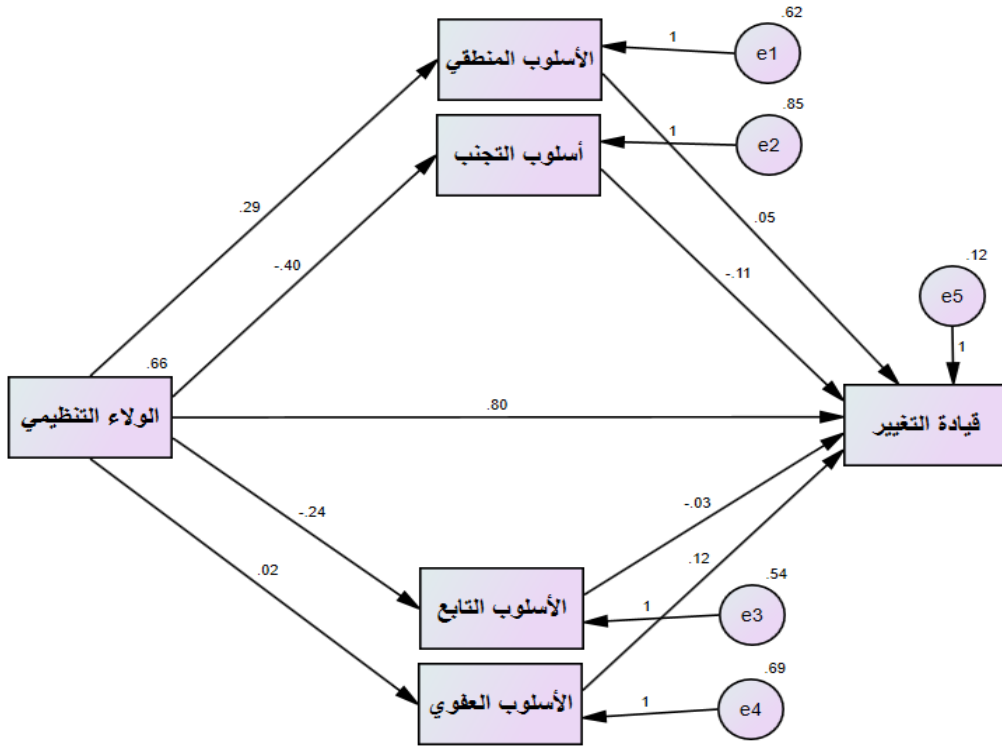 .62
1
e1
الأسلوب المنطقي
.85
1
e2
أسلوب التجنب
.29
.05
-.40
-.11
.12
e5
1
.66
الولاء التنظيمي
.80
قيادة التغيير
-.24
-.03
.02
.12
.54
الأسلوب التابع
1
e3
.69
الأسلوب العفوي
1
e4